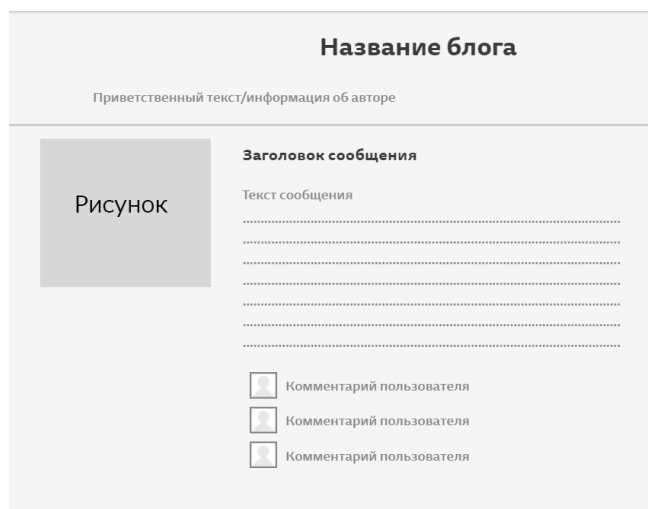 Название блога
Приветственный текст/информация об авторе
Рисунок
Заголовок сообщения
Текст сообщения
Комментарий пользователя
Комментарий пользователя
Комментарий пользователя